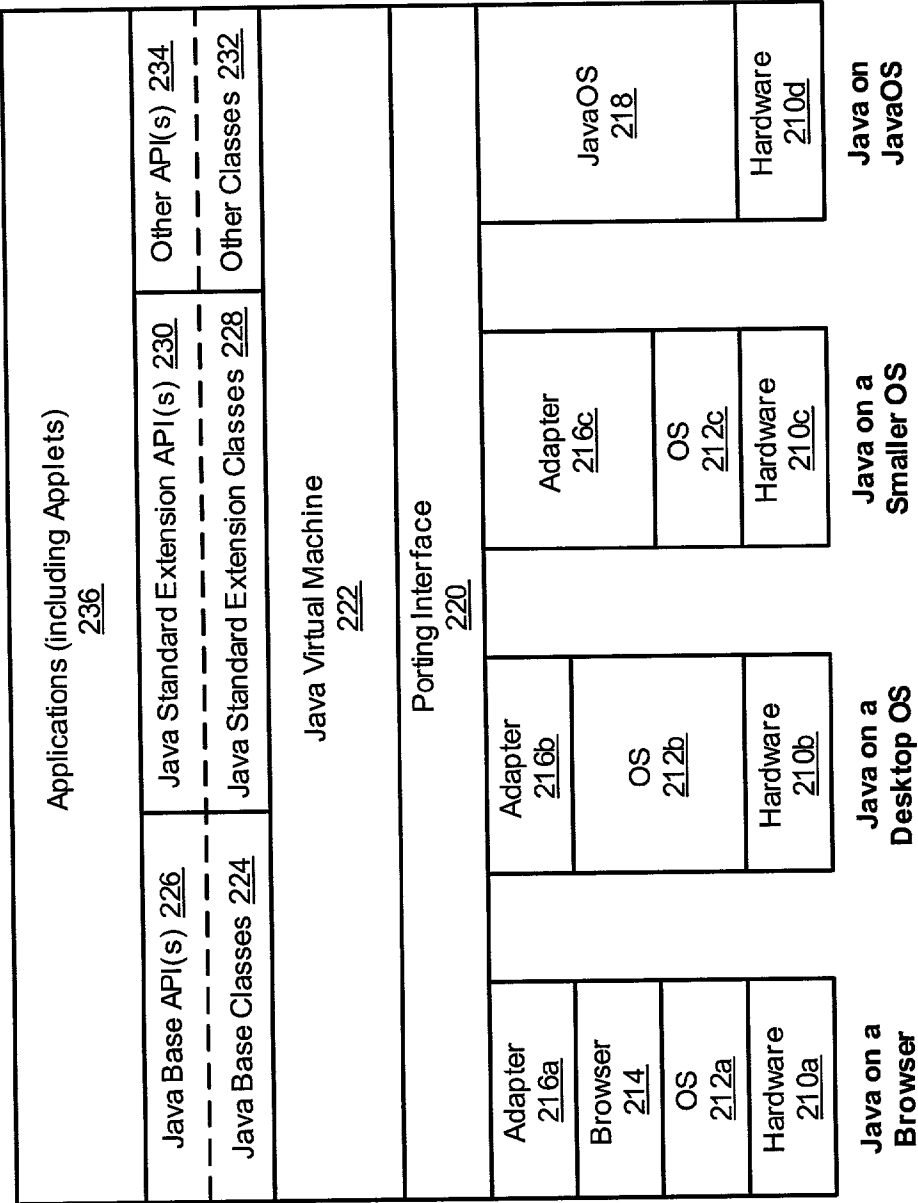 Applications (including Applets)
236
Java Base API(s) 226
Java Standard Extension API(s) 230
Other API(s) 234
Java Base Classes 224
Java Standard Extension Classes 228
Other Classes 232
Java Virtual Machine
222
Porting Interface
220
Adapter
216a
Browser
214
OS
212a
Hardware
210a
Java on a
Browser
Adapter
216b
OS
212b
Hardware
210b
Java on a
Desktop OS
Adapter
216c
OS
212c
Hardware
210c
Java on a
Smaller OS
JavaOS
218
Hardware
210d
Java on
JavaOS